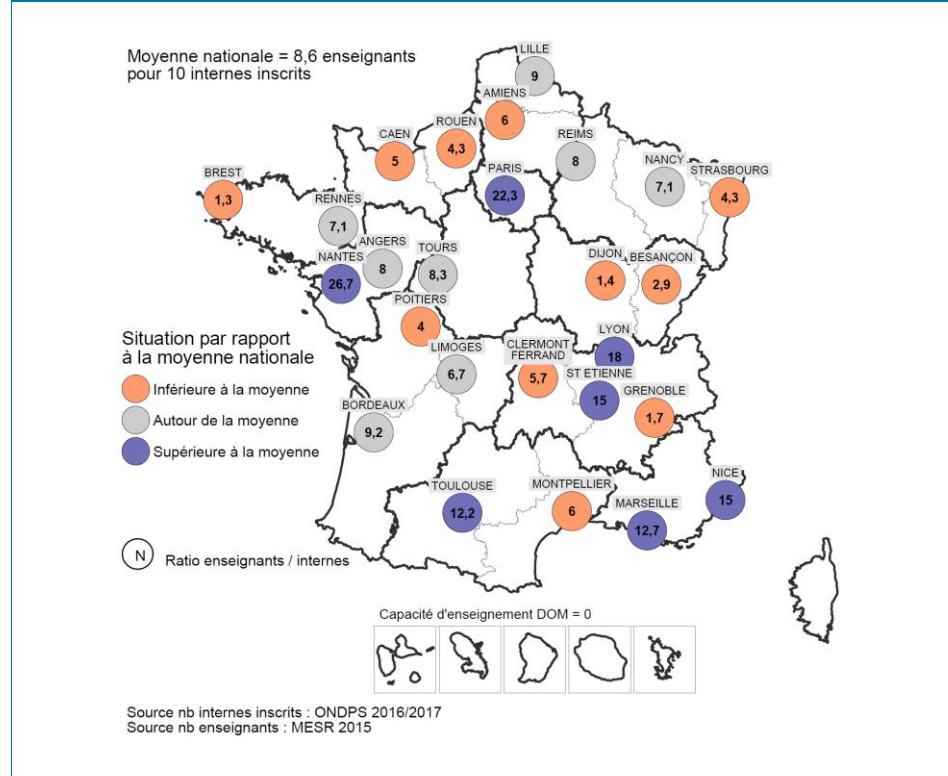 Moyenne nationale = 8,6 enseignants
pour 10 internes inscrits
LILLE
9
AMIENS
6
ROUEN
4,3
CAEN
5
REIMS
8
PARIS
22,3
NANCY
7,1
STRASBOURG
4,3
BREST
1,3
RENNES
7,1
ANGERS
8
TOURS
8,3
NANTES
26,7
DIJON
1,4
BESANÇON
2,9
POITIERS
4
Situation par rapport
à la moyenne nationale
Inférieure à la moyenne
Autour de la moyenne
Supérieure à la moyenne
LIMOGES
6,7
CLERMONT
FERRAND
5,7
LYON
18
ST ETIENNE
15
GRENOBLE
1,7
BORDEAUX
9,2
TOULOUSE
12,2
MONTPELLIER
6
MARSEILLE
12,7
NICE
15
N
Ratio enseignants / internes
Capacité d'enseignement DOM = 0
Source nb internes inscrits : ONDPS 2016/2017
Source nb enseignants : MESR 2015